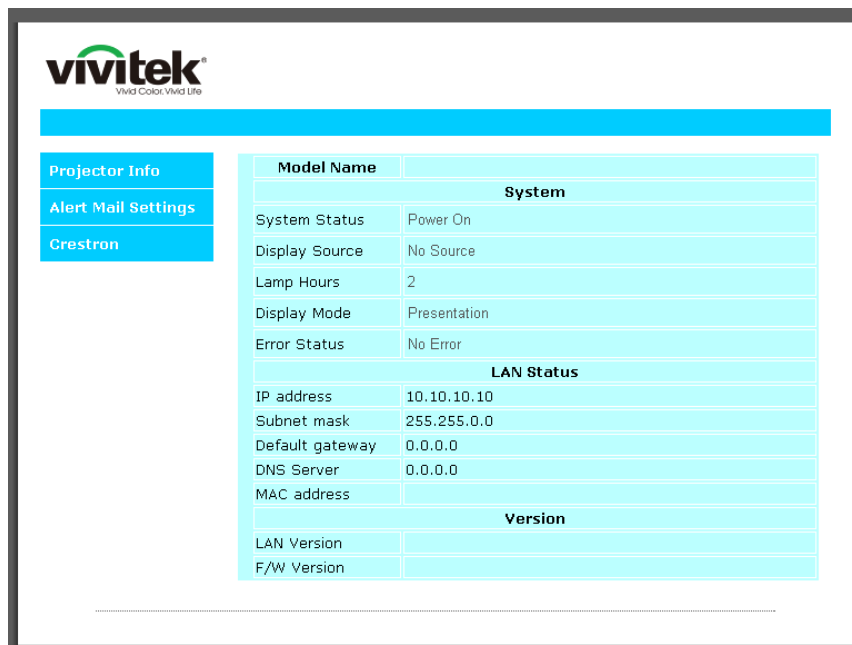 vivitek®
Vivid Color. Vivid Life
Projector Info
Alert Mail Settings
Crestron
Model Name
System
System Status Power On
Display Source No Source
Lamp Hours 2
Display Mode Presentation
Error Status No Error
LAN Status
IP address 10.10.10.10
Subnet mask 255.255.0.0
Default gateway 0.0.0.0
DNS Server 0.0.0.0
MAC address
Version
LAN Version
F/W Version